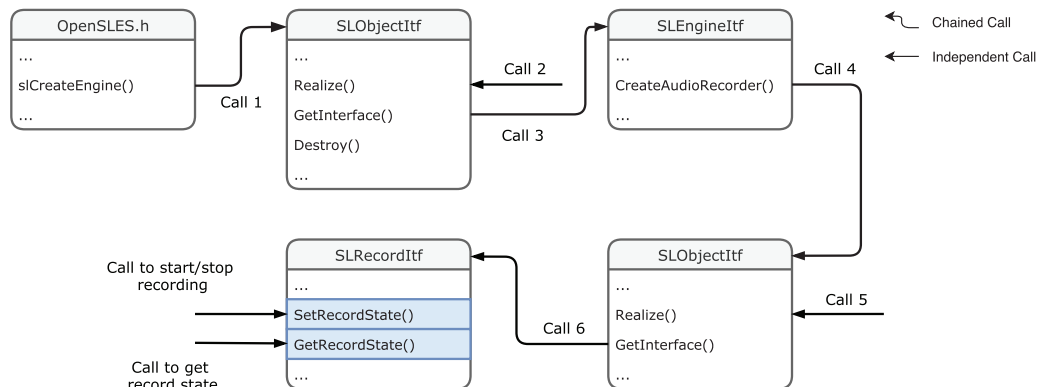 OpenSLES.h
...
slCreateEngine()
...
Call 1
SLObjectItf
...
Realize()
GetInterface()
Destroy()
...
Call 2
Call 3
SLEngineItf
...
CreateAudioRecorder()
...
Call 4
Chained Call
Independent Call
Call to start/stop
recording
Call to get
record state
SLRecordItf
...
SetRecordState()
GetRecordState()
...
Call 6
SLObjectItf
...
Realize()
GetInterface()
...
Call 5